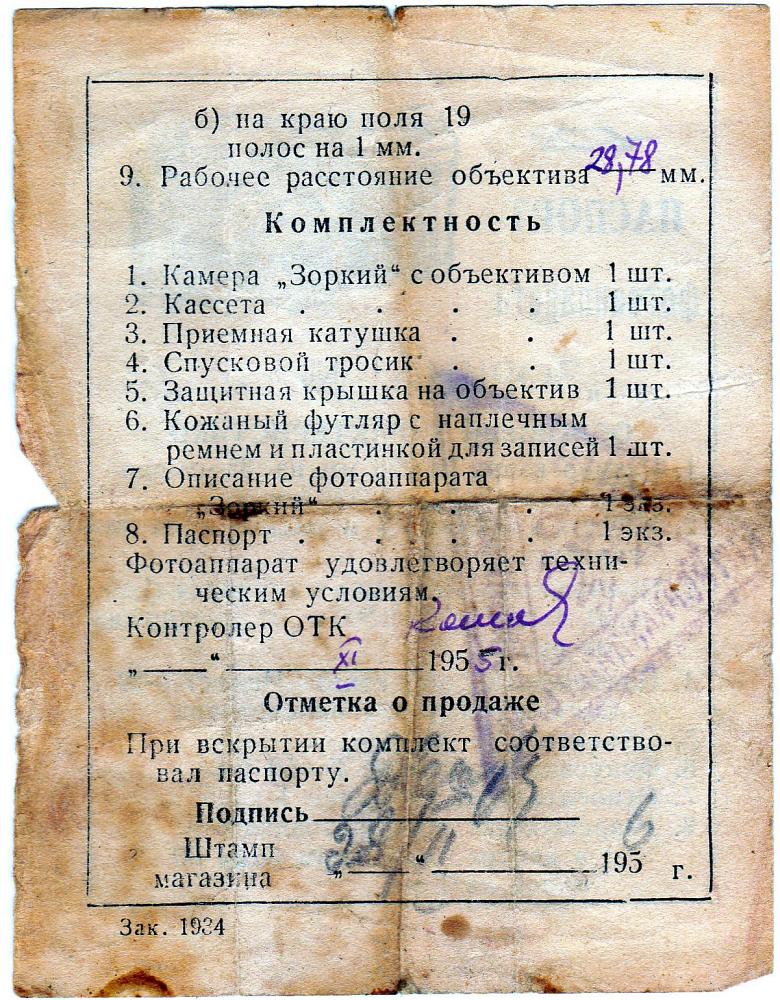 б) на краю поля 19
полос на 1 мм.
9. Рабочее расстояние объектива 28,78 мм.
Комплектность
1. Камера „Зоркий“ с объективом 1 шт.
2. Кассета . . . . 1 шт.
3. Приемная катушка . . 1 шт.
4. Спусковой тросик . . 1 шт.
5. Защитная крышка на объектив 1 шт.
6. Кожаный футляр с наплечным
ремнем и пластинкой для записей 1 шт.
7. Описание фотоаппарата
„Зоркий“ . . . 1 экз.
8. Паспорт . . . . 1 экз.
Фотоаппарат удовлетворяет техни-
ческим условиям.
Контролер ОТК
„ “ XI 1955 г.
Отметка о продаже
При вскрытии комплект соответство-
вал паспорту.
Подпись
Штамп
магазина „28“ II 1956 г.
Зак. 1934